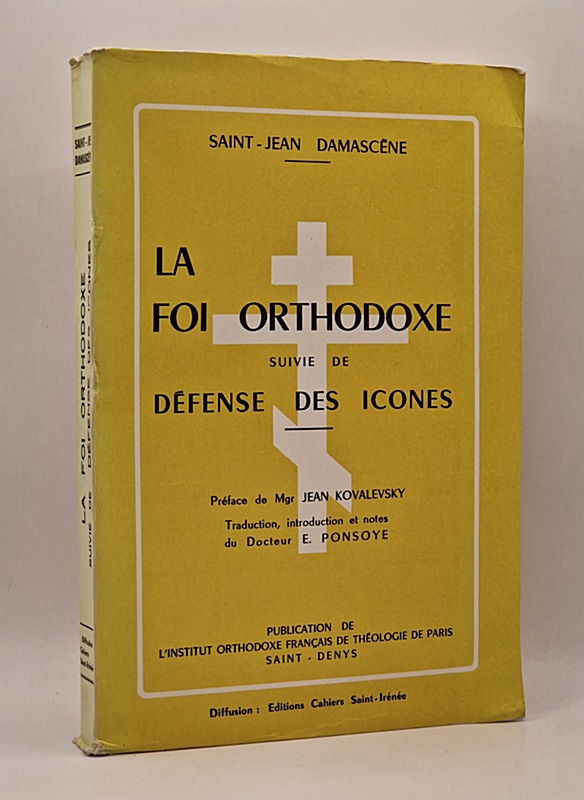 SAINT-JEAN DAMASCÈNE
LA
FOI ORTHODOXE
SUIVIE DE
DÉFENSE DES ICONES
Préface de Mgr JEAN KOVALEVSKY
Traduction, introduction et notes
du Docteur E. PONSOYE
PUBLICATION DE
L'INSTITUT ORTHODOXE FRANÇAIS DE THÉOLOGIE DE PARIS
SAINT-DENYS
Diffusion : Editions Cahiers Saint-Irénée
LA FOI ORTHODOXE
SUIVIE DE DÉFENSE DES ICONES